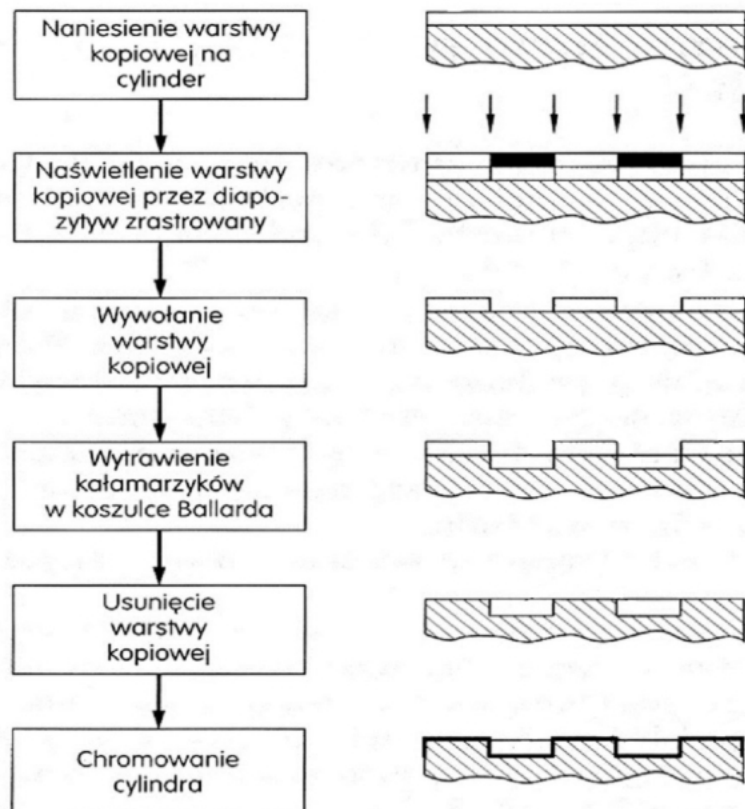 Naniesienie warstwy
kopiowej na
cylinder
Naświetlenie warstwy
kopiowej przez diapo-
zytyw zrastrowany
Wywołanie
warstwy
kopiowej
Wytrawienie
kałamarzyków
w koszulce Ballarda
Usunięcie
warstwy
kopiowej
Chromowanie
cylindra